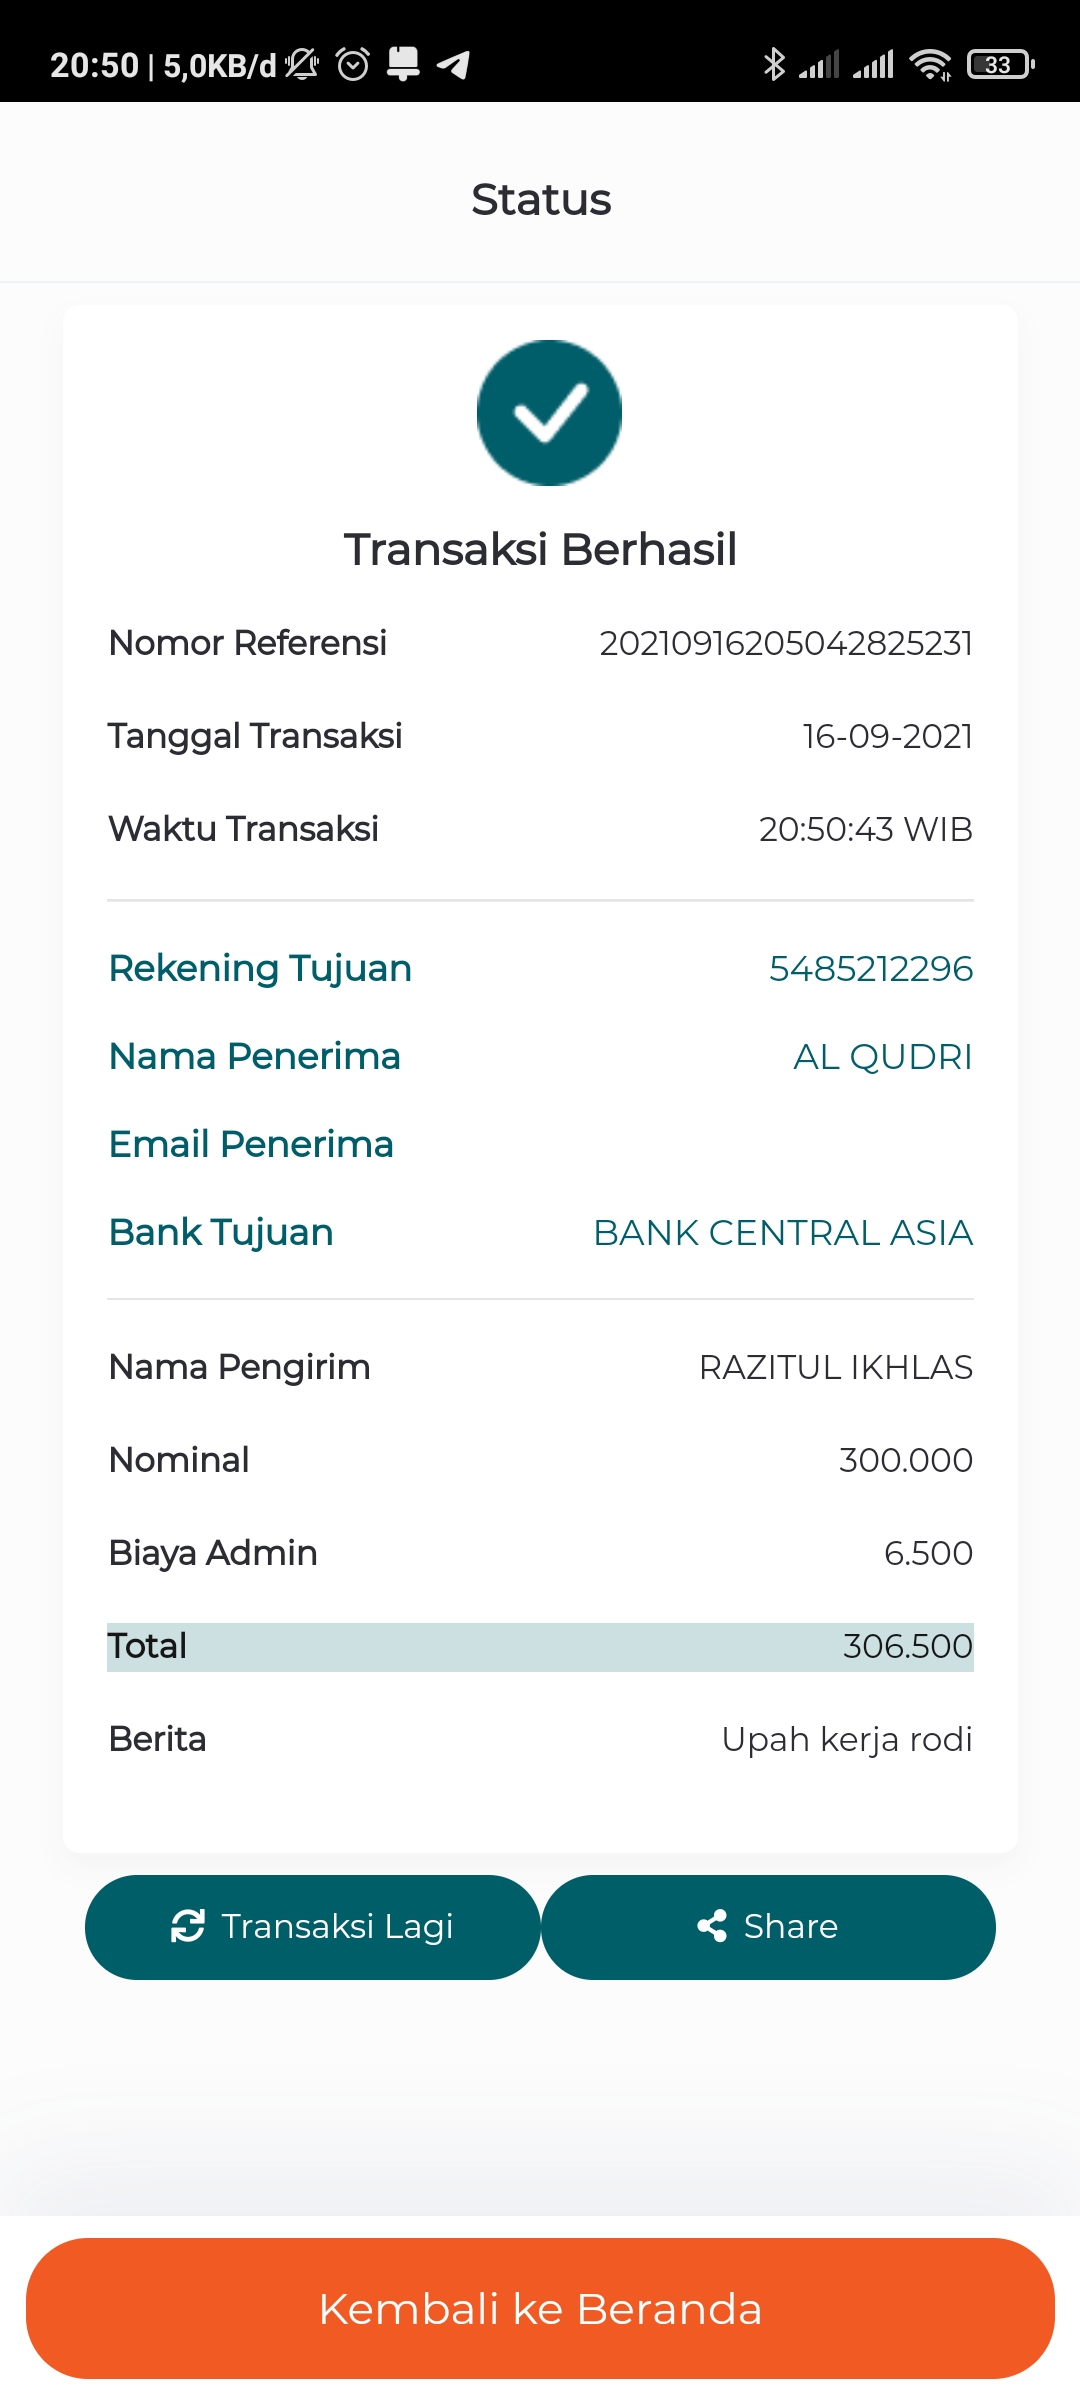 20:50 | 5,0KB/d 33
Status
Transaksi Berhasil
Nomor Referensi 20210916205042825231
Tanggal Transaksi 16-09-2021
Waktu Transaksi 20:50:43 WIB
Rekening Tujuan 5485212296
Nama Penerima AL QUDRI
Email Penerima
Bank Tujuan BANK CENTRAL ASIA
Nama Pengirim RAZITUL IKHLAS
Nominal 300.000
Biaya Admin 6.500
Total 306.500
Berita Upah kerja rodi
Transaksi Lagi Share
Kembali ke Beranda